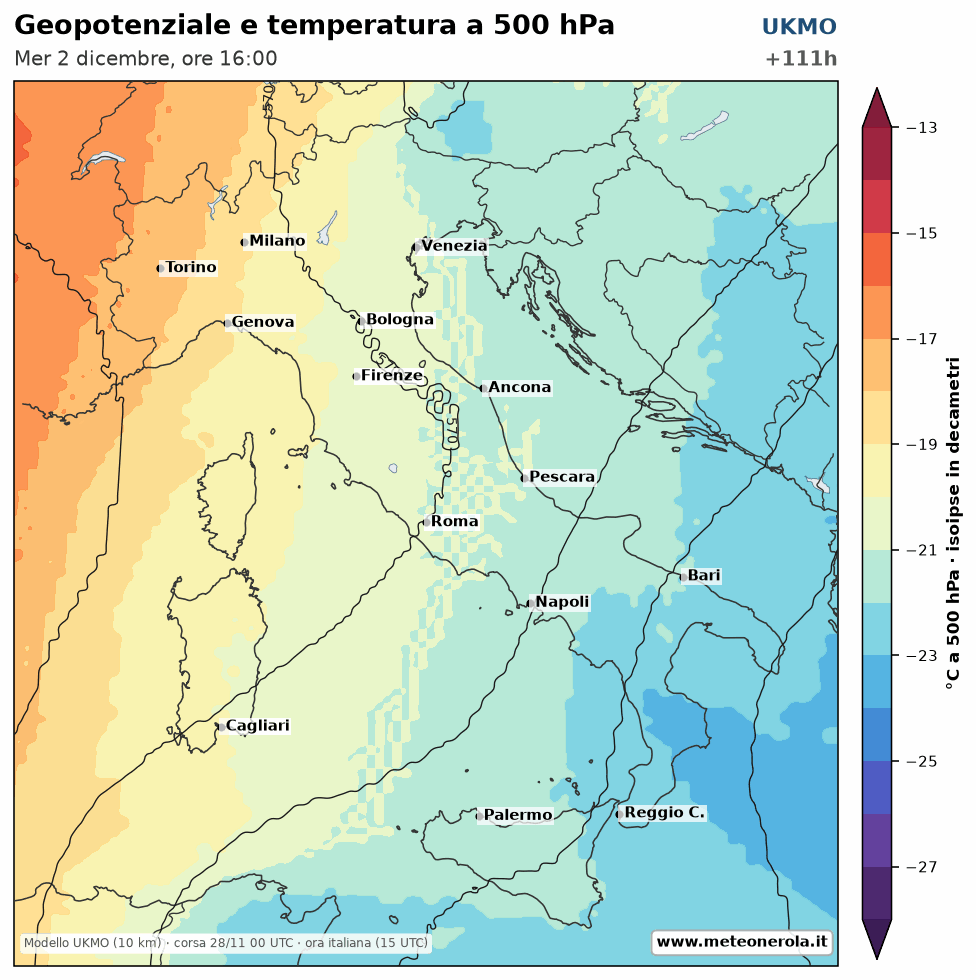 Geopotenziale e temperatura a 500 hPa
UKMO
Mer 2 dicembre, ore 16:00
+111h
Milano
Venezia
Torino
Bologna
Genova
Firenze
Ancona
570
Pescara
Roma
Bari
Napoli
Cagliari
Palermo
Reggio C.
−13
−15
−17
−19
−21
−23
−25
−27
°C a 500 hPa · isoipse in decametri
Modello UKMO (10 km) · corsa 28/11 00 UTC · ora italiana (15 UTC)
www.meteonerola.it